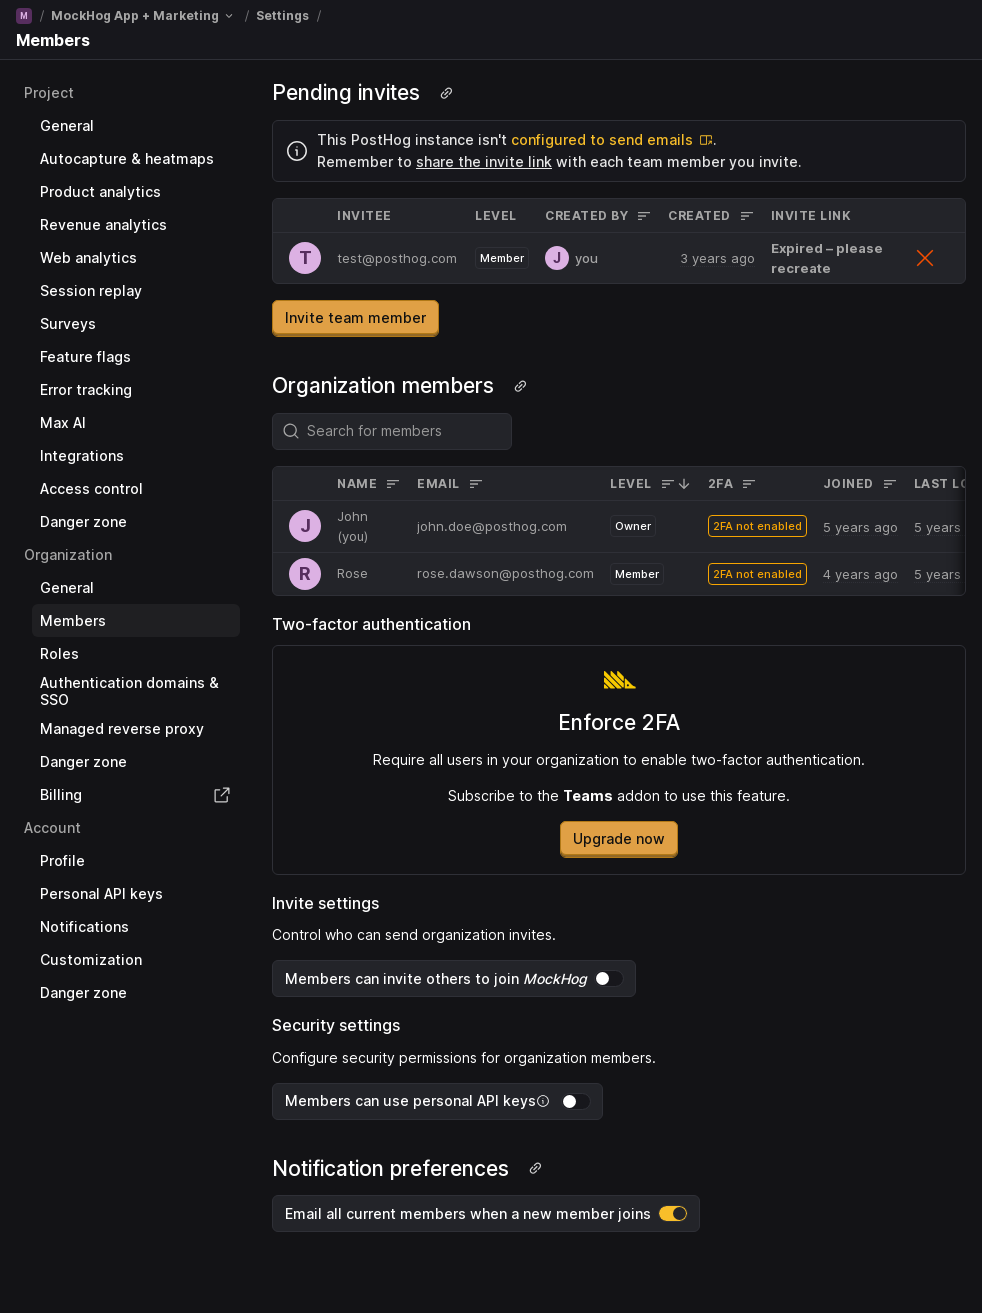 M / MockHog App + Marketing / Settings /
Members
Project
General
Autocapture & heatmaps
Product analytics
Revenue analytics
Web analytics
Session replay
Surveys
Feature flags
Error tracking
Max AI
Integrations
Access control
Danger zone
Organization
General
Members
Roles
Authentication domains &
SSO
Managed reverse proxy
Danger zone
Billing
Account
Profile
Personal API keys
Notifications
Customization
Danger zone
Pending invites
This PostHog instance isn't configured to send emails .
Remember to share the invite link with each team member you invite.
INVITEE LEVEL CREATED BY CREATED INVITE LINK
T test@posthog.com Member J you 3 years ago Expired – please
recreate
Invite team member
Organization members
Search for members
NAME EMAIL LEVEL 2FA JOINED LAST LO
J John
(you) john.doe@posthog.com Owner 2FA not enabled 5 years ago 5 years
R Rose rose.dawson@posthog.com Member 2FA not enabled 4 years ago 5 years
Two-factor authentication
Enforce 2FA
Require all users in your organization to enable two-factor authentication.
Subscribe to the Teams addon to use this feature.
Upgrade now
Invite settings
Control who can send organization invites.
Members can invite others to join MockHog
Security settings
Configure security permissions for organization members.
Members can use personal API keys
Notification preferences
Email all current members when a new member joins